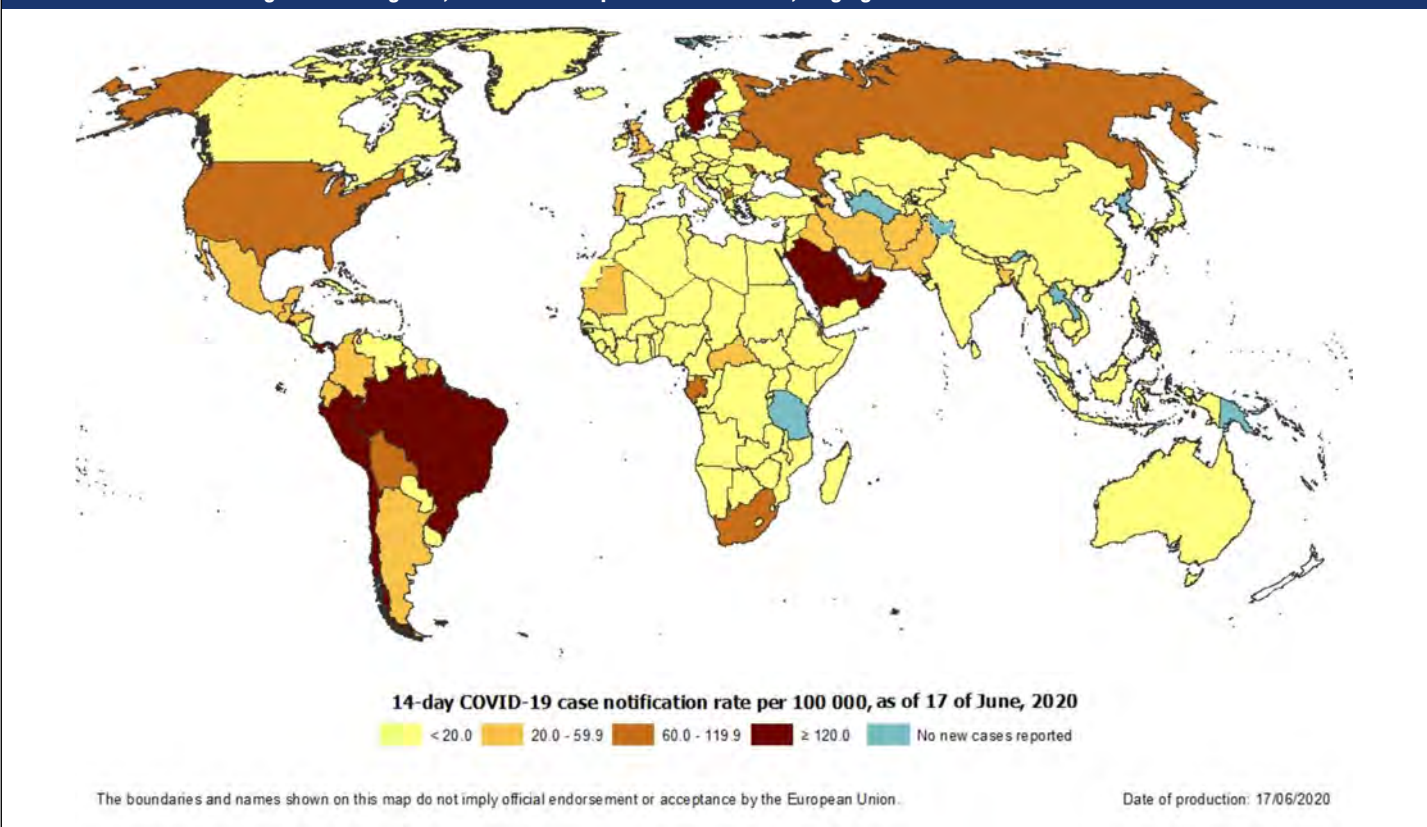 14-day COVID-19 case notification rate per 100 000, as of 17 of June, 2020
< 20.0 20.0 - 59.9 60.0 - 119.9 ≥ 120.0 No new cases reported
The boundaries and names shown on this map do not imply official endorsement or acceptance by the European Union. Date of production: 17/06/2020